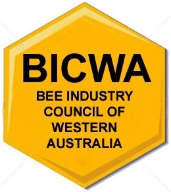 BICWA
BEE INDUSTRY
COUNCIL OF
WESTERN
AUSTRALIA